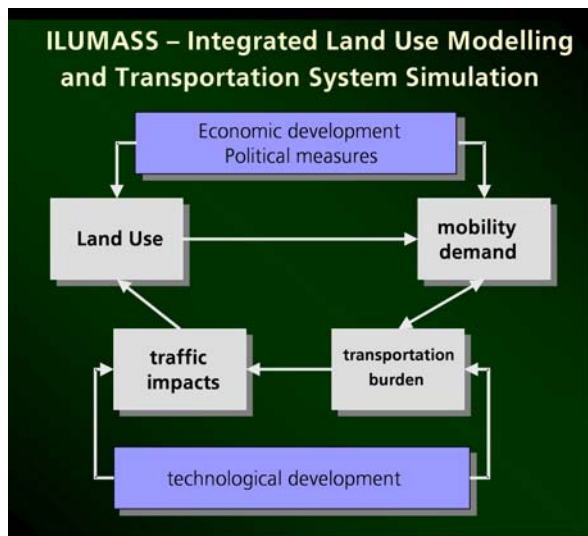 ILUMASS – Integrated Land Use Modelling
and Transportation System Simulation
Economic development
Political measures
Land Use
mobility
demand
traffic
impacts
transportation
burden
technological development